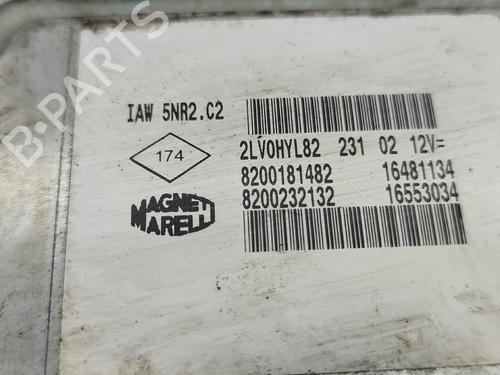 B-PARTS
IAW 5NR2.C2
174
2LV0HYL82 231 02 12V=
8200181482 16481134
8200232132 16553034
MAGNETI
MARELLI